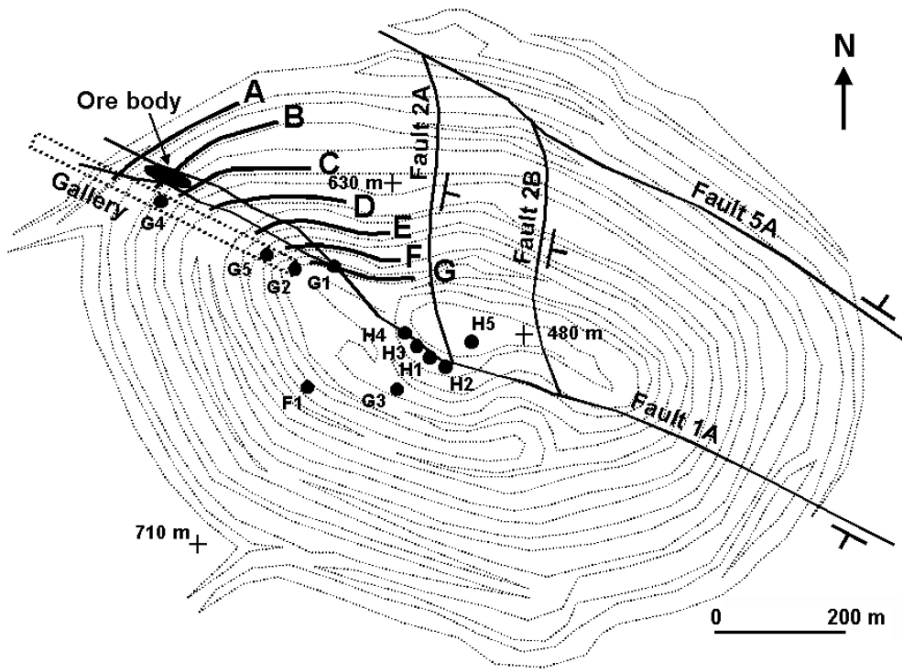 N
A
Ore body
B
C
630 m
D
Gallery
G4
E
F
G
G5
G2
G1
Fault 2A
Fault 2B
Fault 5A
H4
H3
H1
H2
H5
480 m
F1
G3
Fault 1A
710 m
0 200 m